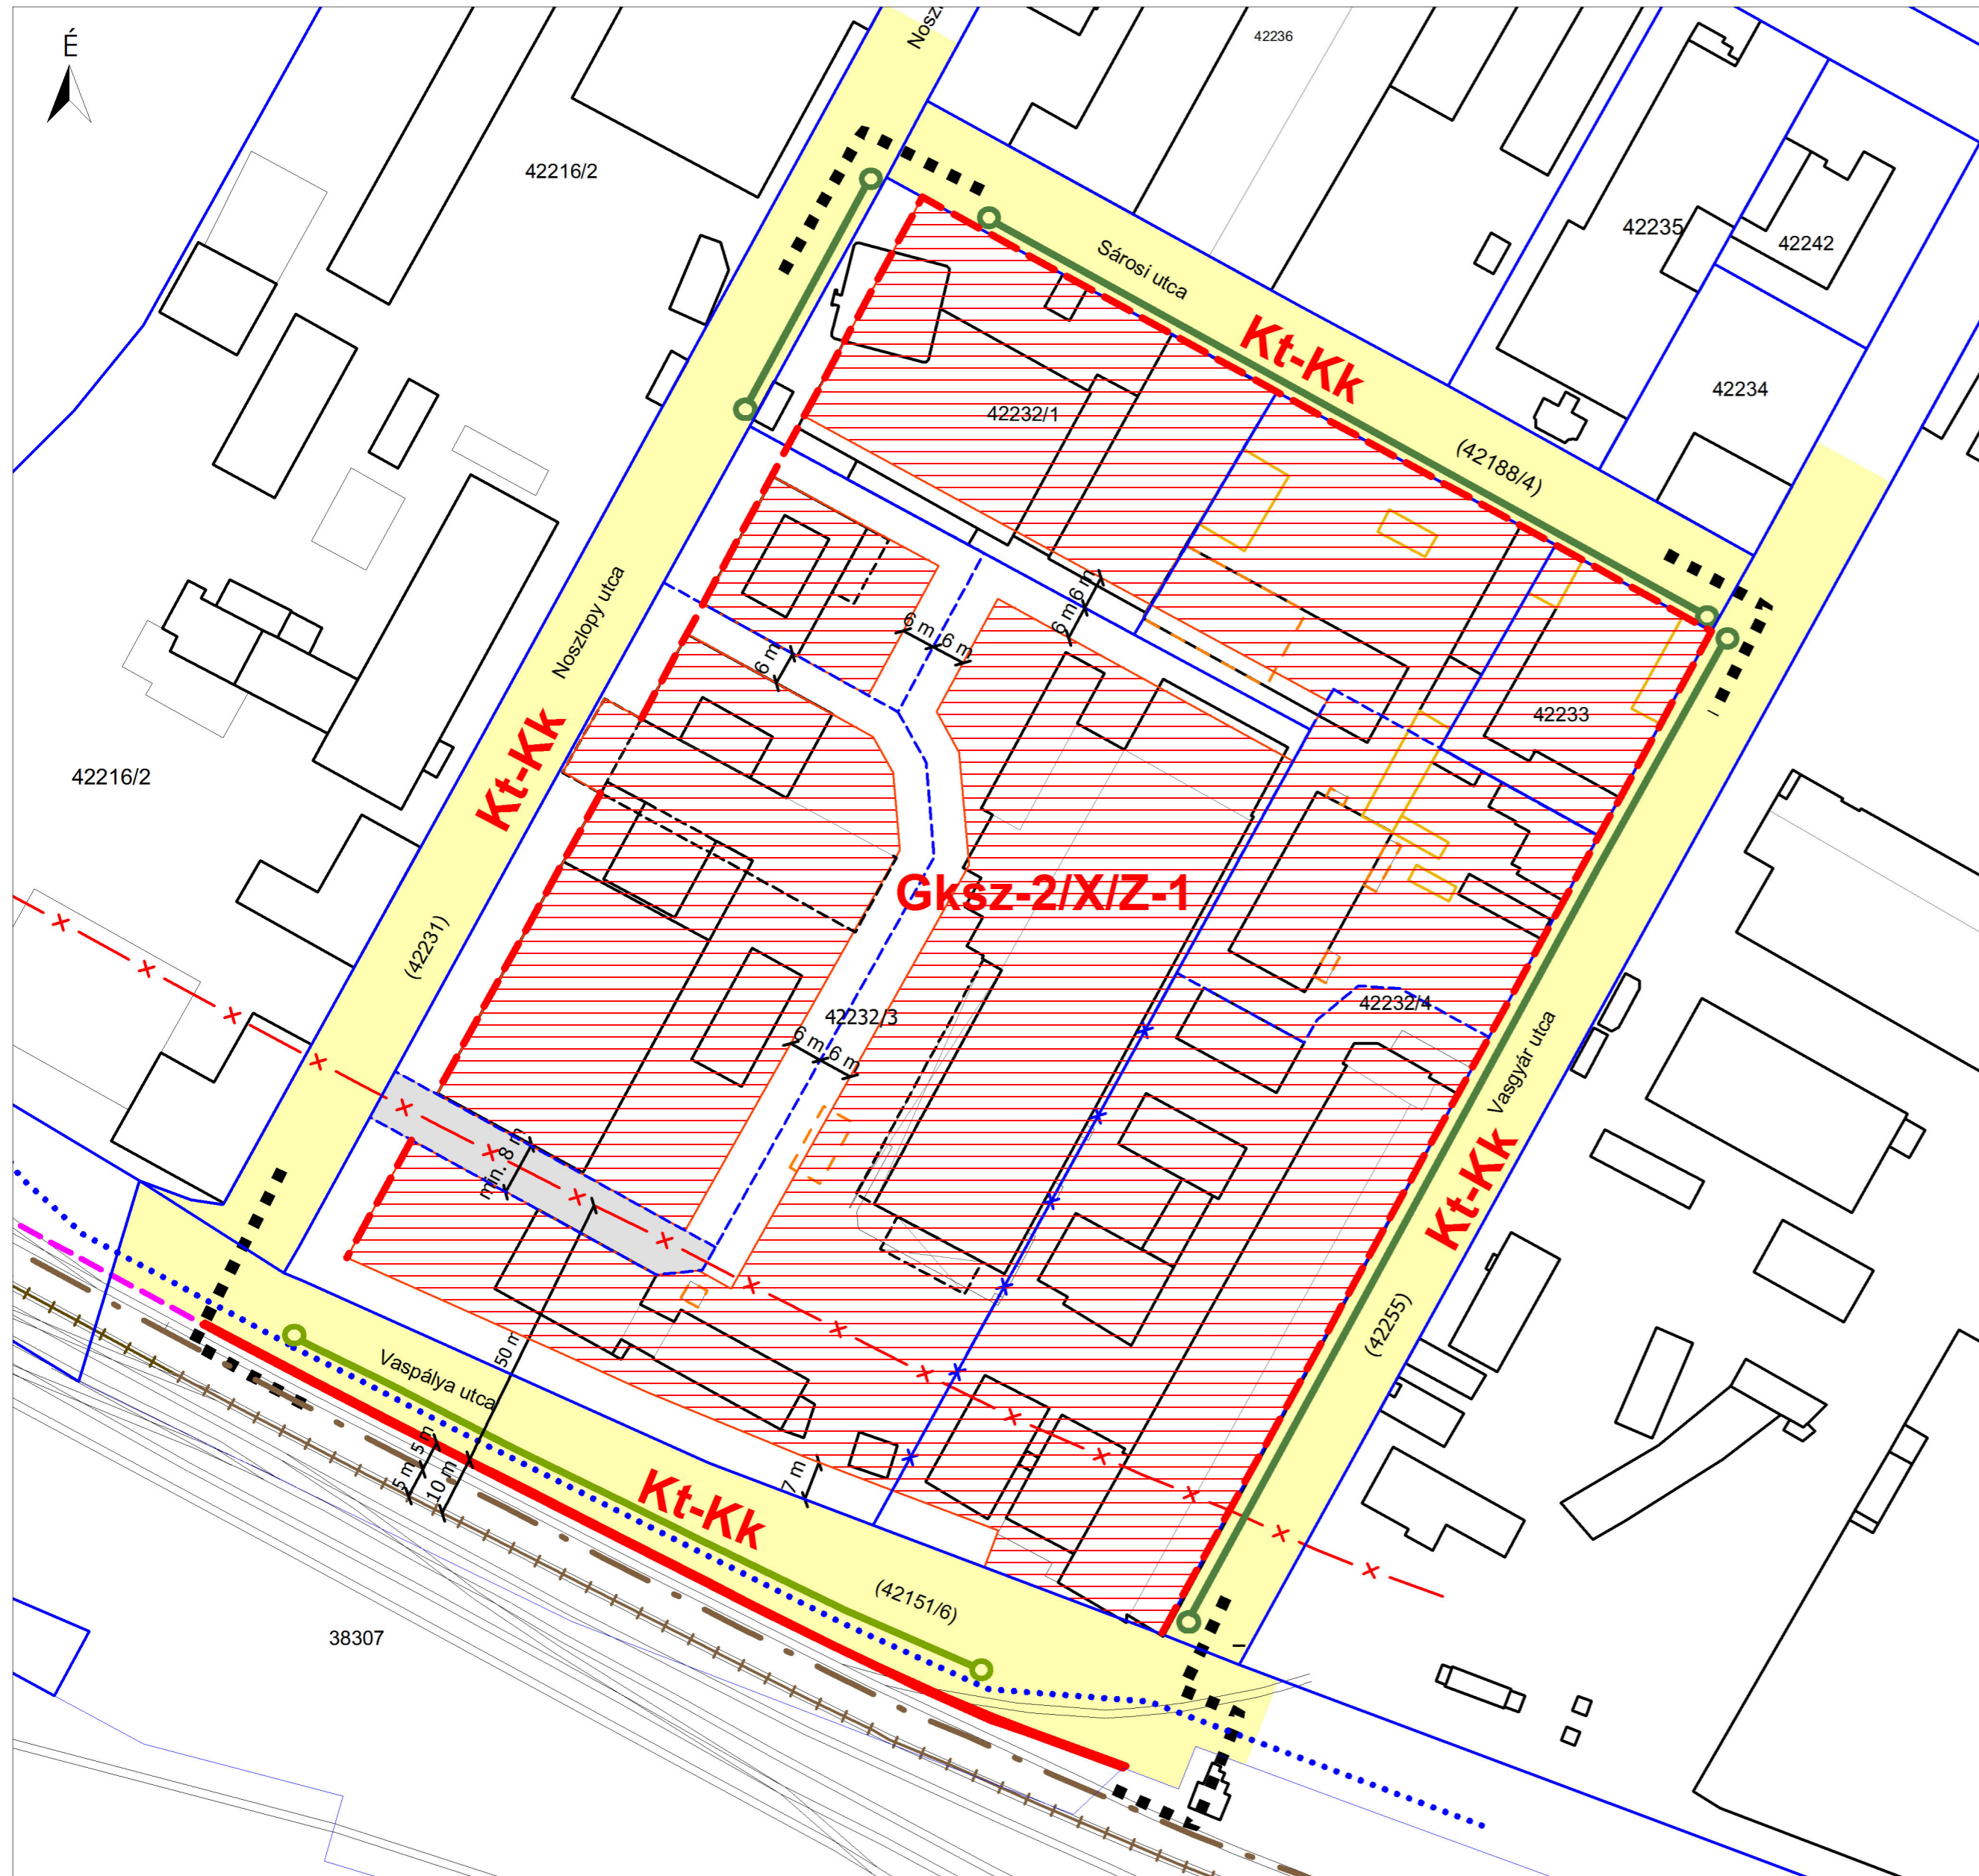 É
Noszl
42236
42216/2
42235
42242
Sárosi utca
Kt-Kk
42234
42232/1
(42188/4)
Noszlopy utca
6 m 6 m
6 m 6 m
6 m
42233
Kt-Kk
42216/2
Gksz-2/X/Z-1
(42231)
42232/3
42232/4
6 m 6 m
Vasgyár utca
min. 8 m
Kt-Kk
(42255)
50 m
Vaspálya utca
5 m 5 m
10 m
7 m
Kt-Kk
(42151/6)
38307